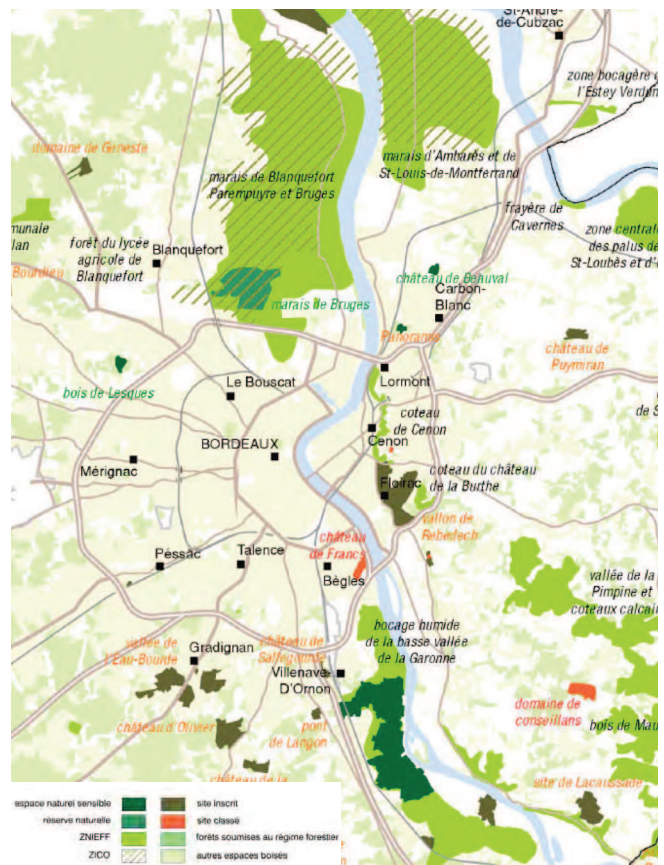 St-André-
de-Cubzac
zone bocagère d
l'Estey Verdun
domaine de Geneste
marais de Blanquefort
Parempuyre et Bruges
marais d'Ambarès et de
St-Louis-de-Montferrand
frayère de
Cavernes
zone centrale
des palus de
St-Loubès et d'
munale
lan
forêt du lycée
agricole de
Blanquefort
Blanquefort
Bourdieu
marais de Bruges
château de Beauval
Carbon-
Blanc
Panorama
château de
Puymiran
bois de Lesques
Le Bouscat
Lormont
de S
coteau
de Cenon
Cenon
BORDEAUX
Mérignac
coteau du château
de la Burthe
Floirac
vallon de
Rebedech
château
de Francs
Pessac
Talence
Bègles
vallée de la
Pimpine et
coteaux calcai
bocage humide
de la basse vallée
de la Garonne
vallée de
l'Eau-Bourde
Gradignan
château de
Sallegourde
Villenave
D'Ornon
domaine de
conseillans
château d'Olivier
pont
de Langon
bois de Mau
château de la
site de Lacaussade
espace naturel sensible
site inscrit
réserve naturelle
site classé
ZNIEFF
forêts soumises au régime forestier
ZICO
autres espaces boisés